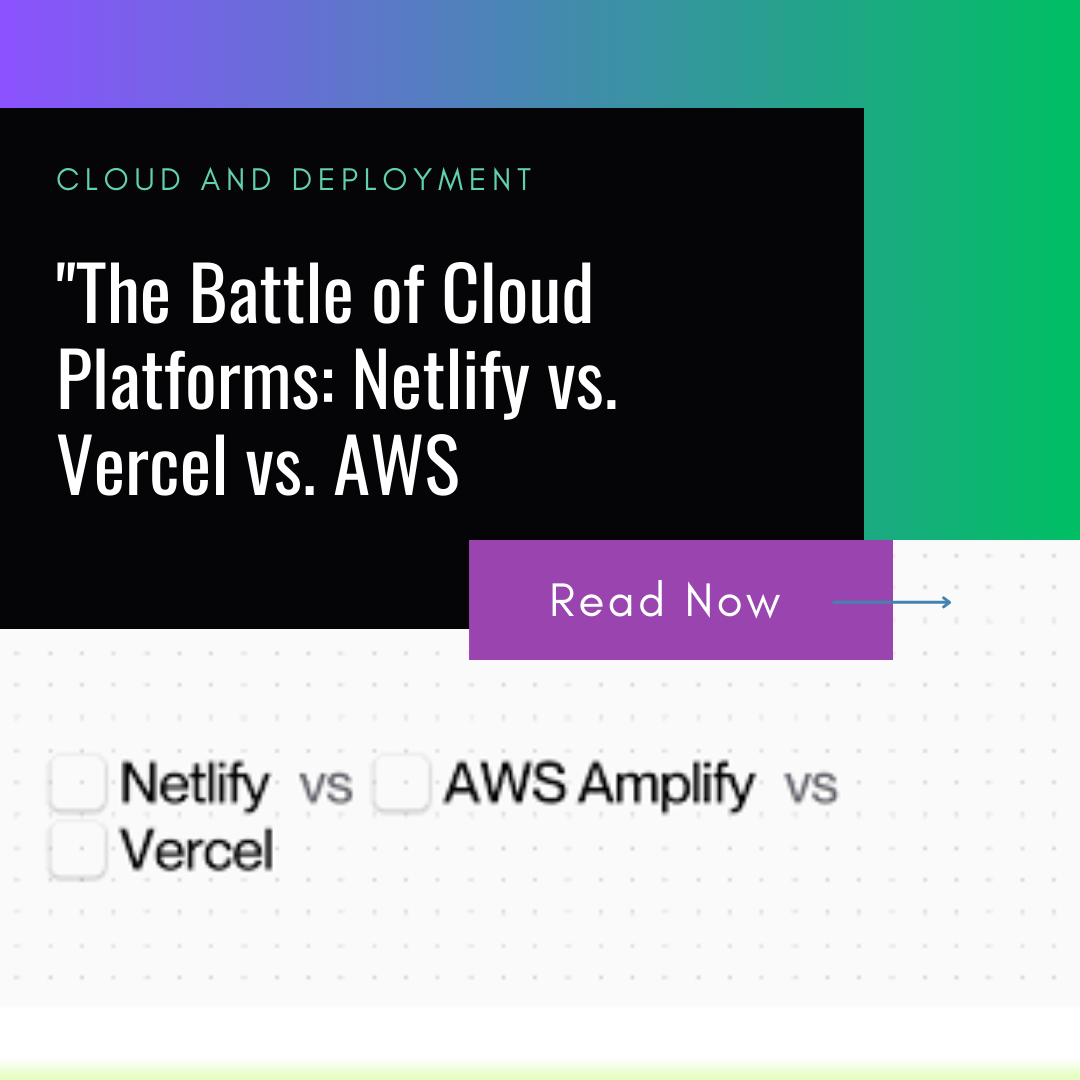 CLOUD AND DEPLOYMENT
"The Battle of Cloud
Platforms: Netlify vs.
Vercel vs. AWS
Read Now
Netlify vs AWS Amplify vs
Vercel